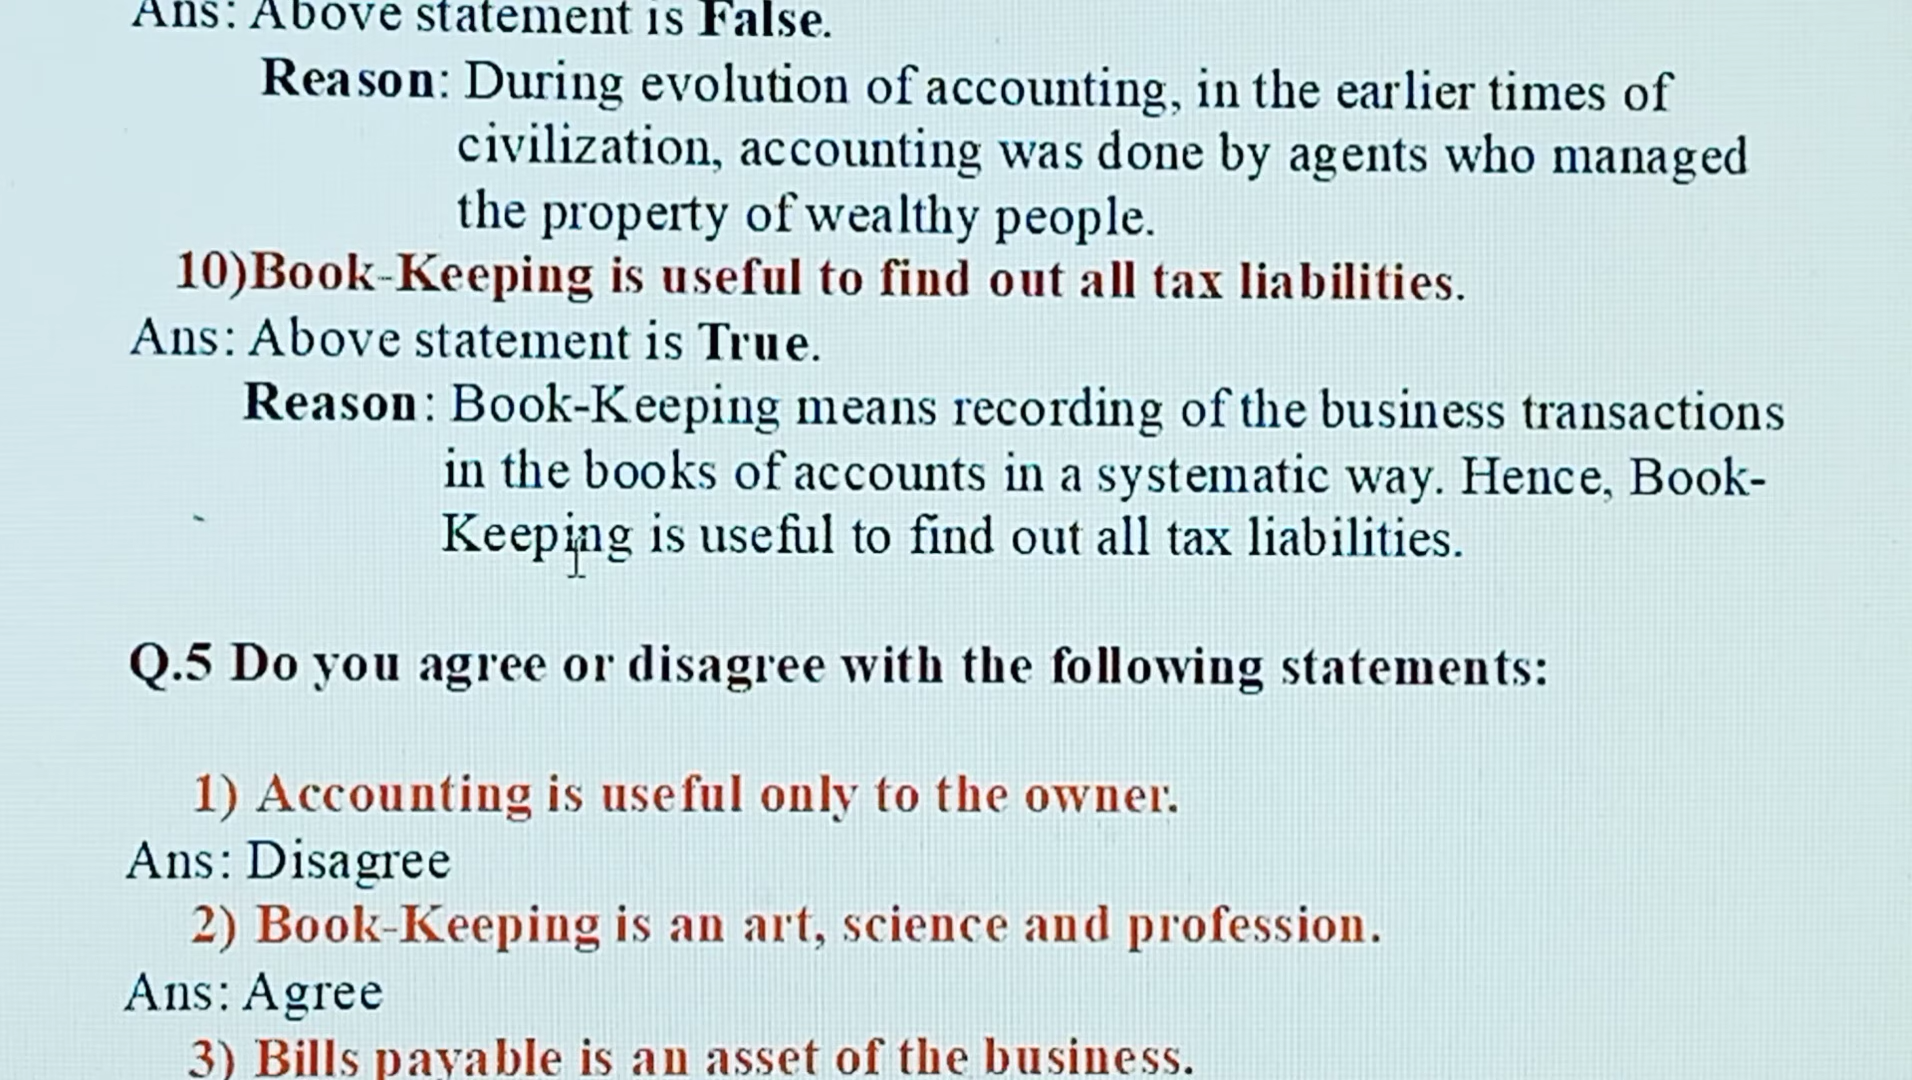 Ans: Above statement is False.
Reason: During evolution of accounting, in the earlier times of
civilization, accounting was done by agents who managed
the property of wealthy people.
10)Book-Keeping is useful to find out all tax liabilities.
Ans: Above statement is True.
Reason: Book-Keeping means recording of the business transactions
in the books of accounts in a systematic way. Hence, Book-
Keeping is useful to find out all tax liabilities.
Q.5 Do you agree or disagree with the following statements:
1) Accounting is useful only to the owner.
Ans: Disagree
2) Book-Keeping is an art, science and profession.
Ans: Agree
3) Bills payable is an asset of the business.